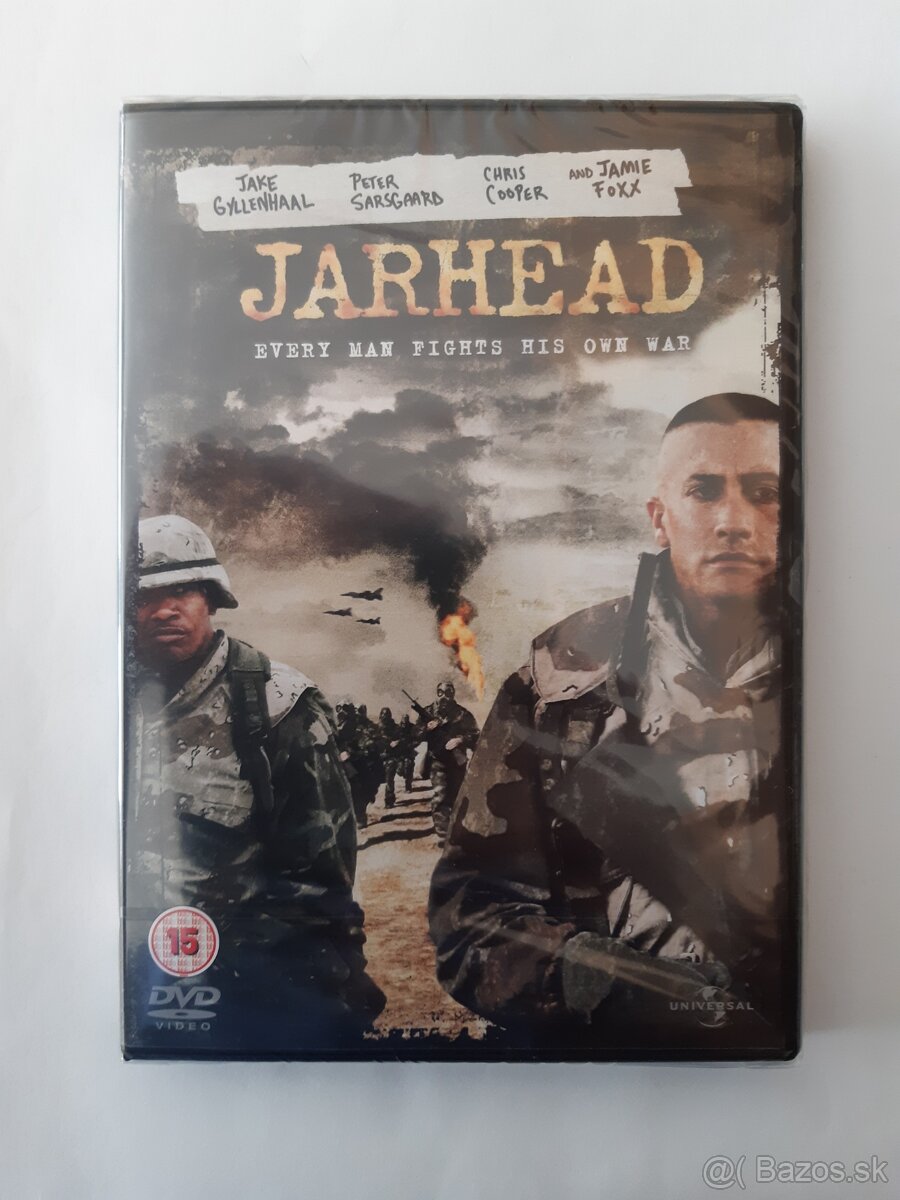 JAKE GYLLENHAAL
PETER SARSGAARD
CHRIS COOPER
AND JAMIE FOXX
JARHEAD
EVERY MAN FIGHTS HIS OWN WAR
15
DVD
VIDEO
UNIVERSAL
@( Bazos.sk